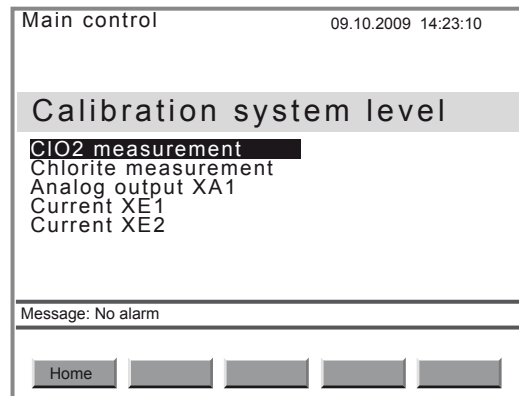 Main control
09.10.2009 14:23:10
Calibration system level
ClO2 measurement
Chlorite measurement
Analog output XA1
Current XE1
Current XE2
Message: No alarm
Home